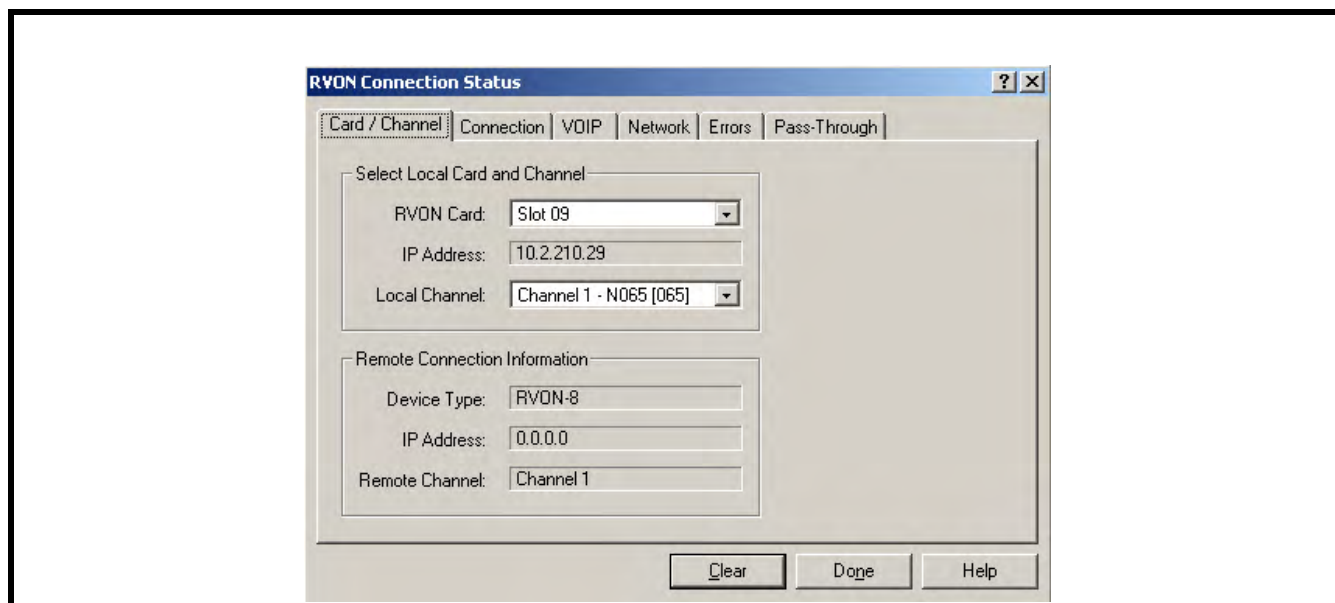 RVON Connection Status
Card / Channel Connection VOIP Network Errors Pass-Through
Select Local Card and Channel
RVON Card: Slot 09
IP Address: 10.2.210.29
Local Channel: Channel 1 - N065 [065]
Remote Connection Information
Device Type: RVON-8
IP Address: 0.0.0.0
Remote Channel: Channel 1
Clear Done Help